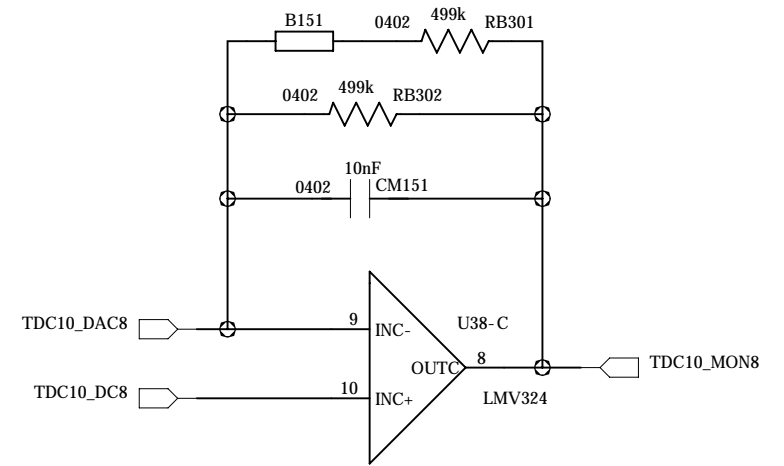 B151 0402 499k RB301
0402 499k RB302
10nF
0402 CM151
TDC10_DAC8 9 INC- U38-C
OUTC 8 TDC10_MON8
TDC10_DC8 10 INC+ LMV324